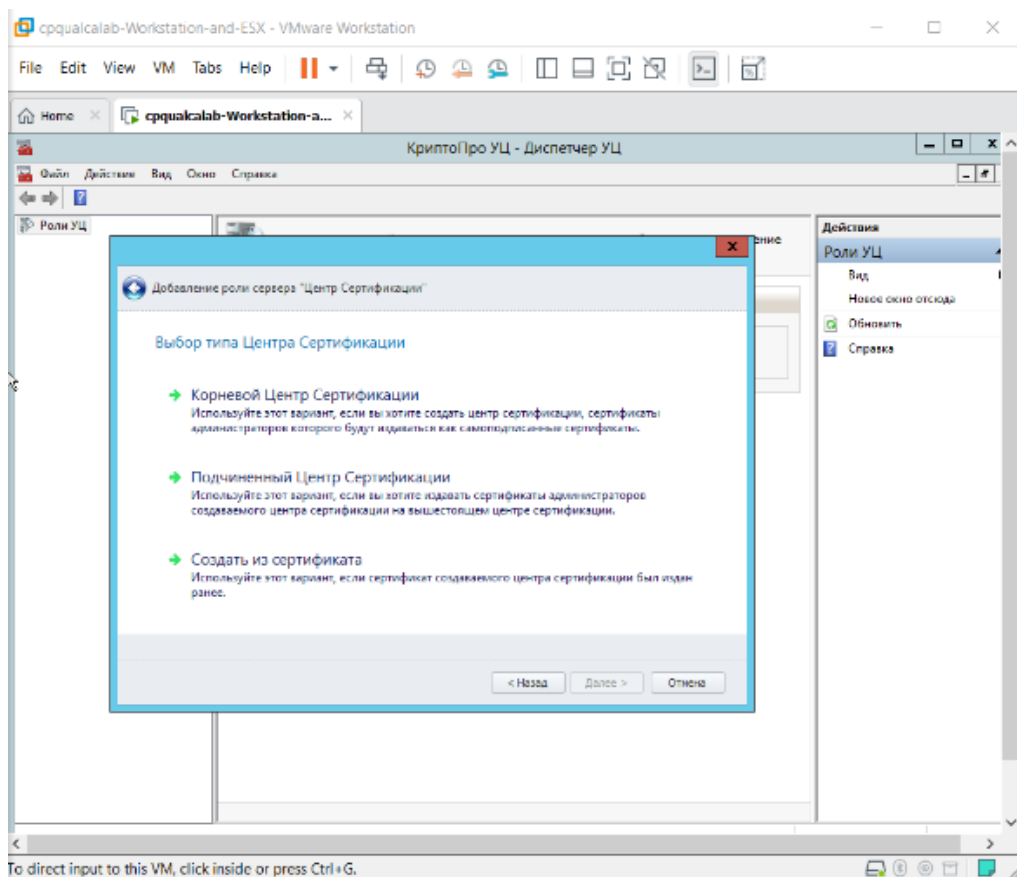 cpqualcalab-Workstation-and-ESX - VMware Workstation
File Edit View VM Tabs Help
Home cpqualcalab-Workstation-a...
КриптоПро УЦ - Диспетчер УЦ
Файл Действие Вид Окно Справка
Роли УЦ
ение
Действия
Роли УЦ
Вид
Новое окно отсюда
Обновить
Справка
Добавление роли сервера "Центр Сертификации"
Выбор типа Центра Сертификации
Корневой Центр Сертификации
Используйте этот вариант, если вы хотите создать центр сертификации, сертификаты
администраторов которого будут издаваться как самоподписанные сертификаты.
Подчиненный Центр Сертификации
Используйте этот вариант, если вы хотите издавать сертификаты администраторов
создаваемого центра сертификации на вышестоящем центре сертификации.
Создать из сертификата
Используйте этот вариант, если сертификат создаваемого центра сертификации был издан
ранее.
< Назад Далее > Отмена
To direct input to this VM, click inside or press Ctrl+G.